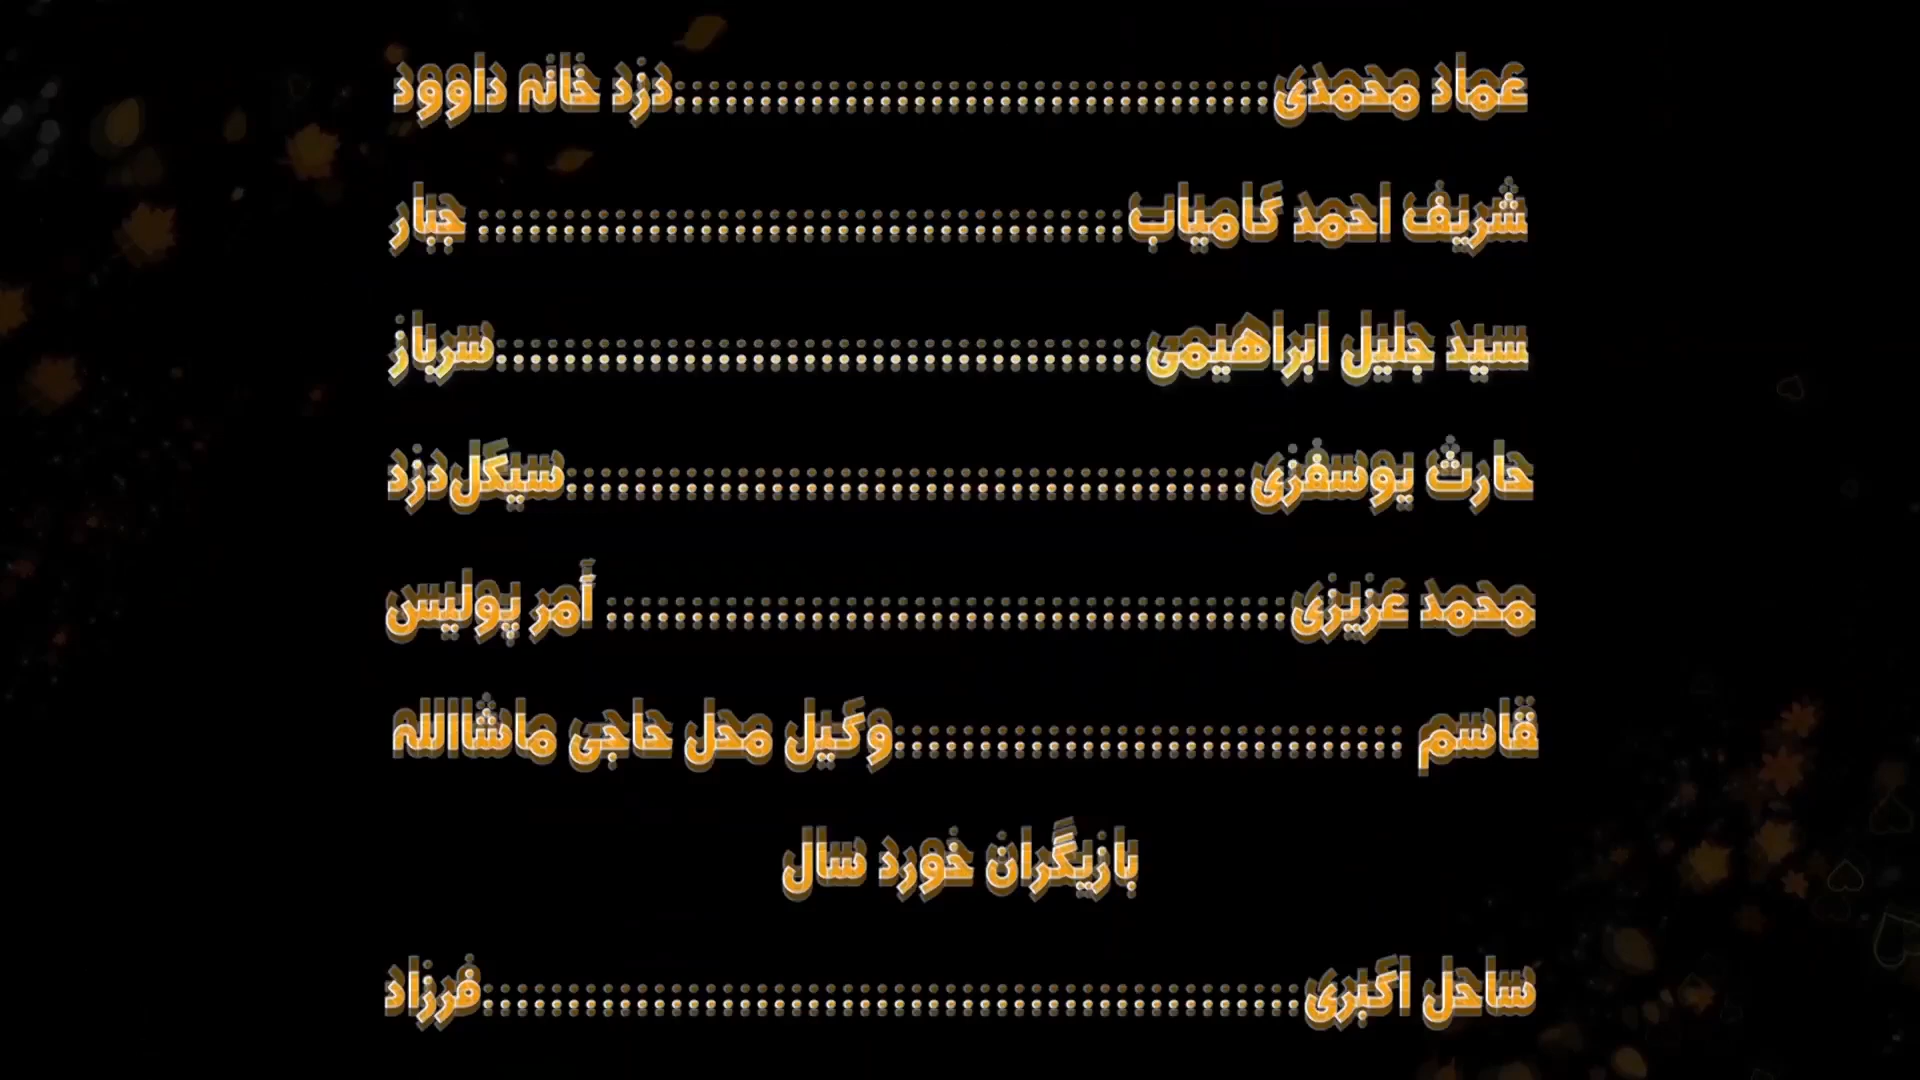 عماد محمدی..................................دزد خانه داوود
شریف احمد کامیاب...................................... جبار
سید جلیل ابراهیمی......................................سرباز
حارث یوسفزی........................................سیکل‌دزد
محمد عزیزی........................................ آمر پولیس
قاسم ..............................وکیل محل حاجی ماشاالله
بازیگران خورد سال
ساحل اکبری................................................فرزاد